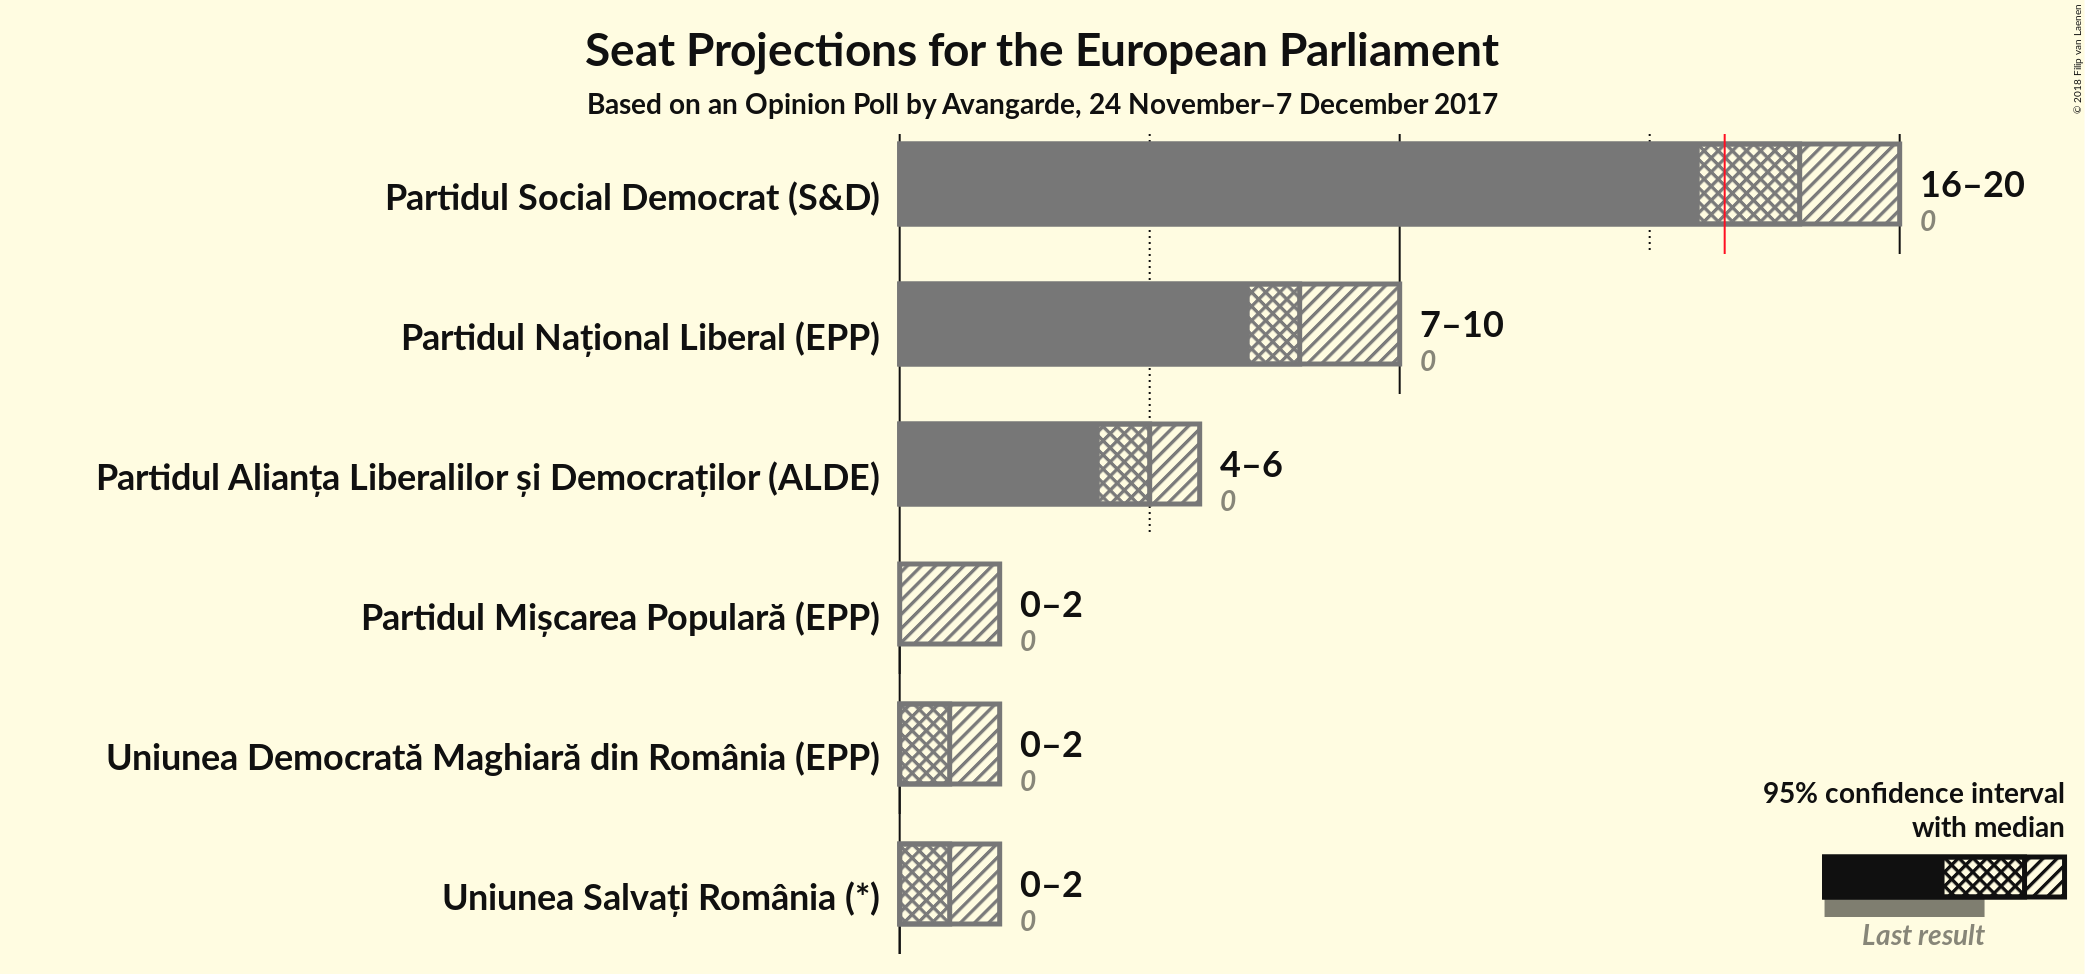 Seat Projections for the European Parliament
Based on an Opinion Poll by Avangarde, 24 November–7 December 2017
© 2018 Filip van Laenen
Partidul Social Democrat (S&D)
16–20
0
Partidul Național Liberal (EPP)
7–10
0
Partidul Alianța Liberalilor și Democraților (ALDE)
4–6
0
Partidul Mișcarea Populară (EPP)
0–2
0
Uniunea Democrată Maghiară din România (EPP)
0–2
0
Uniunea Salvați România (*)
0–2
0
95% confidence interval
with median
Last result